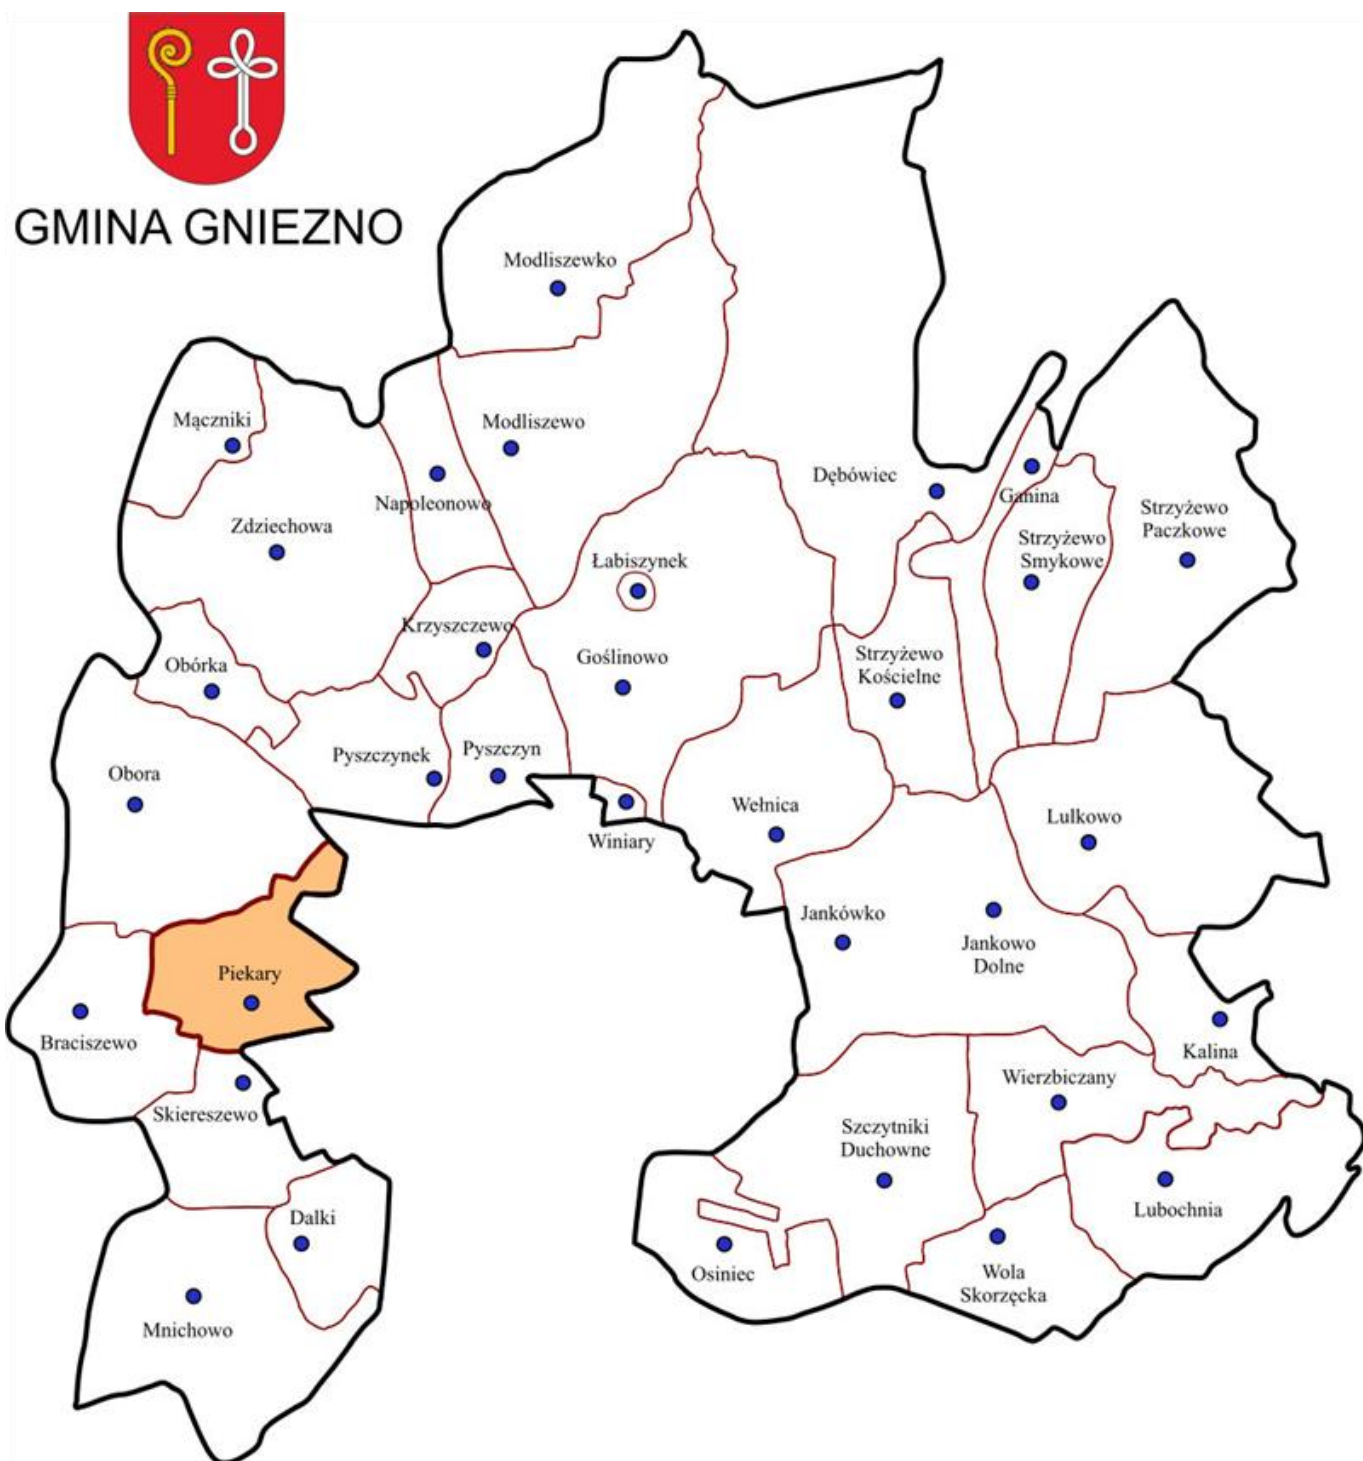 GMINA GNIEZNO
Modliszewko
Mączniki
Modliszewo
Napoleonowo
Dębówiec
Ganina
Strzyżewo
Paczkowe
Zdziechowa
Strzyżewo
Smykowe
Łabiszynek
Krzyszczewo
Obórka
Goślinowo
Strzyżewo
Kościelne
Pyszczynek
Pyszczyn
Obora
Winiary
Wełnica
Lulkowo
Jankówko
Jankowo
Dolne
Piekary
Braciszewo
Kalina
Wierzbiczany
Skiereszewo
Szczytniki
Duchowne
Lubochnia
Dalki
Osiniec
Wola
Skorzęcka
Mnichowo